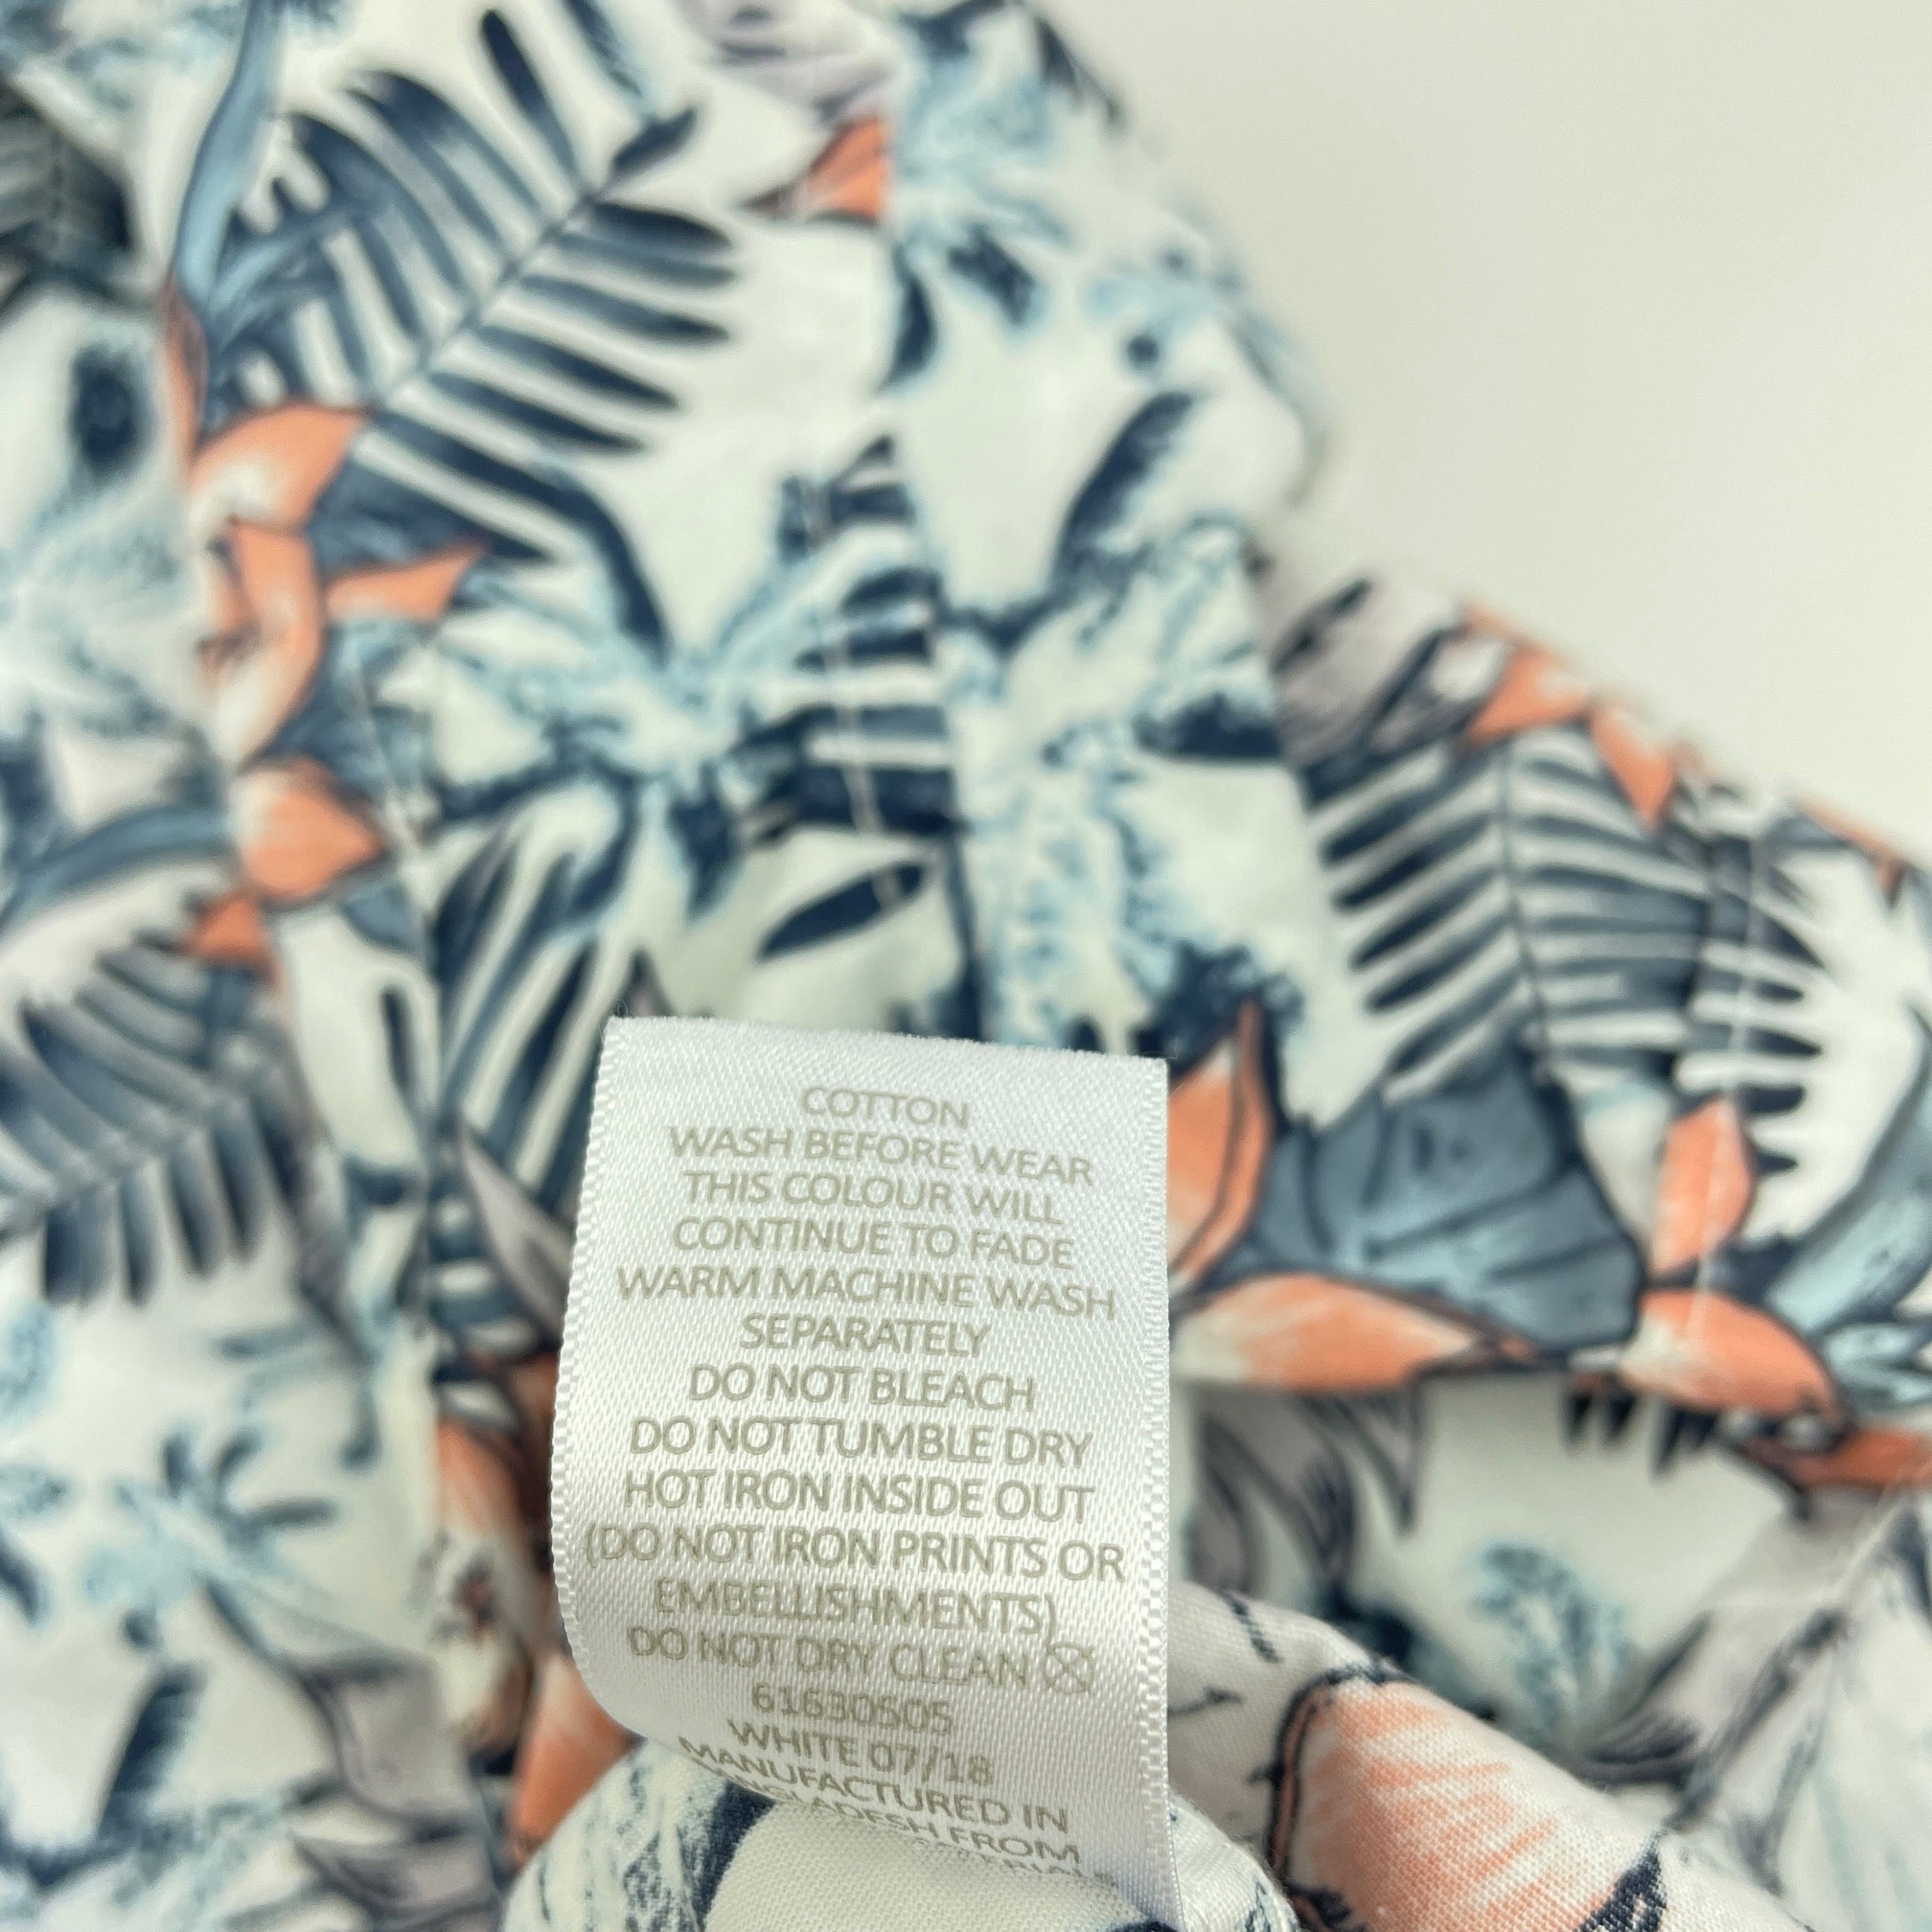 COTTON
WASH BEFORE WEAR
THIS COLOUR WILL
CONTINUE TO FADE
WARM MACHINE WASH
SEPARATELY
DO NOT BLEACH
DO NOT TUMBLE DRY
HOT IRON INSIDE OUT
(DO NOT IRON PRINTS OR
EMBELLISHMENTS)
DO NOT DRY CLEAN
61630505
WHITE 07/18
MANUFACTURED IN
BANGLADESH FROM